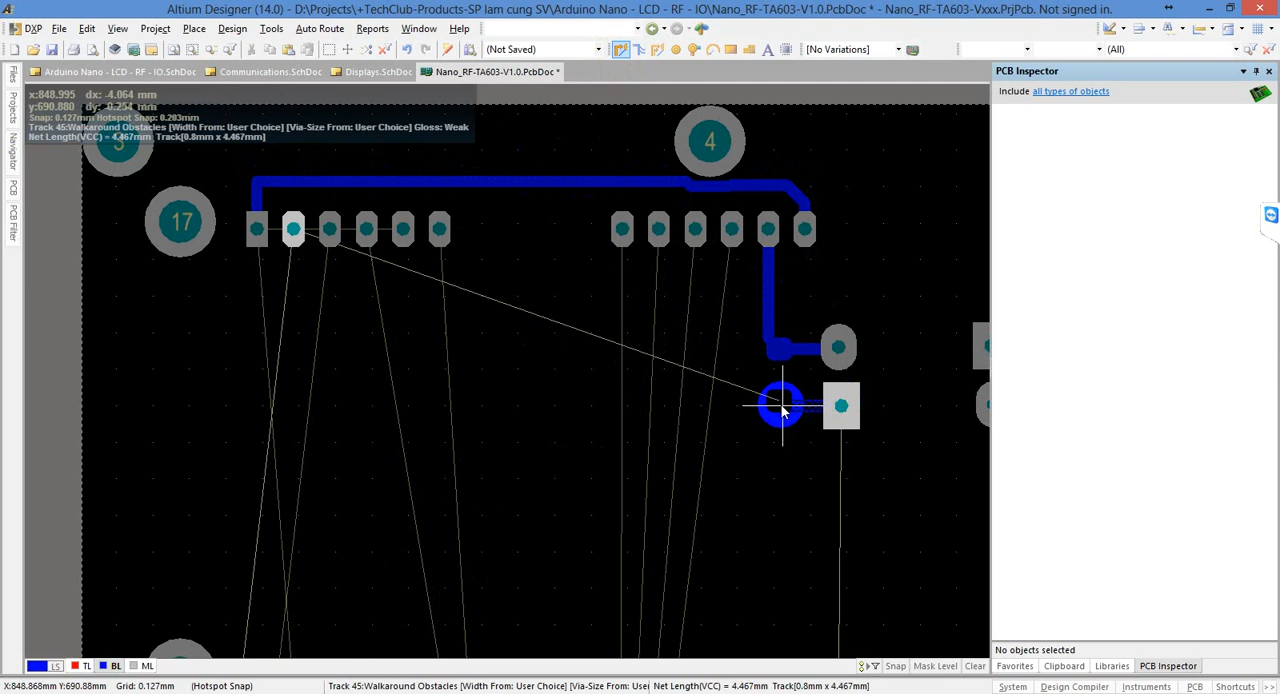 Altium Designer (14.0) - D:\Projects\+TechClub-Products-SP lam cung SV\Arduino Nano - LCD - RF - IO\Nano_RF-TA603-V1.0.PcbDoc * - Nano_RF-TA603-Vxxx.PrjPcb. Not signed in.
DXP File Edit View Project Place Design Tools Auto Route Reports Window Help
(Not Saved) [No Variations] (All)
Arduino Nano - LCD - RF - IO.SchDoc Communications.SchDoc Displays.SchDoc Nano_RF-TA603-V1.0.PcbDoc *
PCB Inspector
Include all types of objects
Files
Projects
Navigator
PCB
PCB Filter
x:848.995 dx: -4.064 mm
y:690.880 dy: -0.254 mm
Snap: 0.127mm Hotspot Snap: 0.203mm
Track 45:Walkaround Obstacles [Width From: User Choice] [Via-Size From: User Choice] Gloss: Weak
Net Length(VCC) = 4.467mm Track[0.8mm x 4.467mm]
3
4
17
No objects selected
LS TL BL ML
Snap Mask Level Clear
Favorites Clipboard Libraries PCB Inspector
X:848.868mm Y:690.88mm Grid: 0.127mm (Hotspot Snap) Track 45:Walkaround Obstacles [Width From: User Choice] [Via-Size From: User Net Length(VCC) = 4.467mm Track[0.8mm x 4.467mm]
System Design Compiler Instruments PCB Shortcuts >>